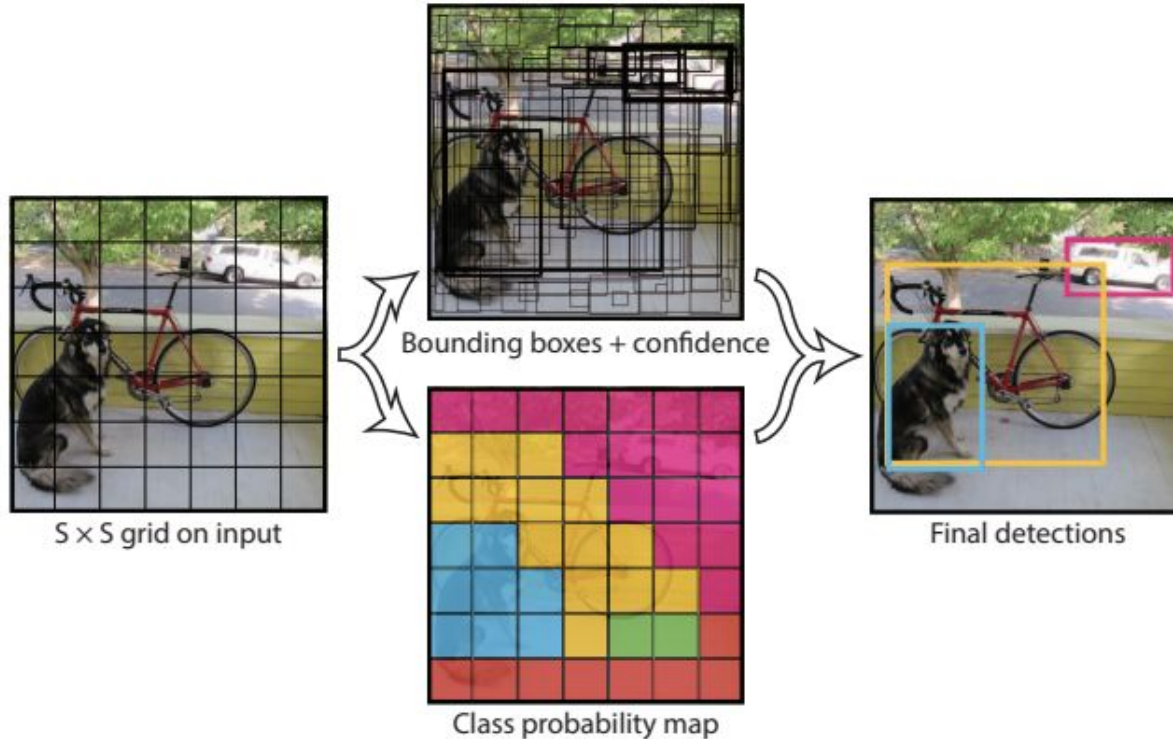 Bounding boxes + confidence
S × S grid on input
Final detections
Class probability map